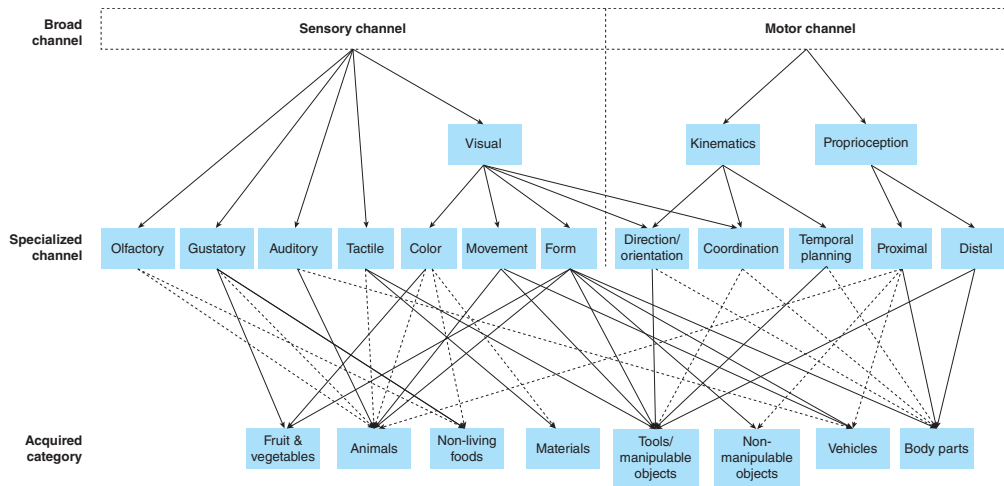 Broad
channel
Sensory channel
Motor channel
Visual
Kinematics
Proprioception
Specialized
channel
Olfactory
Gustatory
Auditory
Tactile
Color
Movement
Form
Direction/
orientation
Coordination
Temporal
planning
Proximal
Distal
Acquired
category
Fruit &
vegetables
Animals
Non-living
foods
Materials
Tools/
manipulable
objects
Non-
manipulable
objects
Vehicles
Body parts